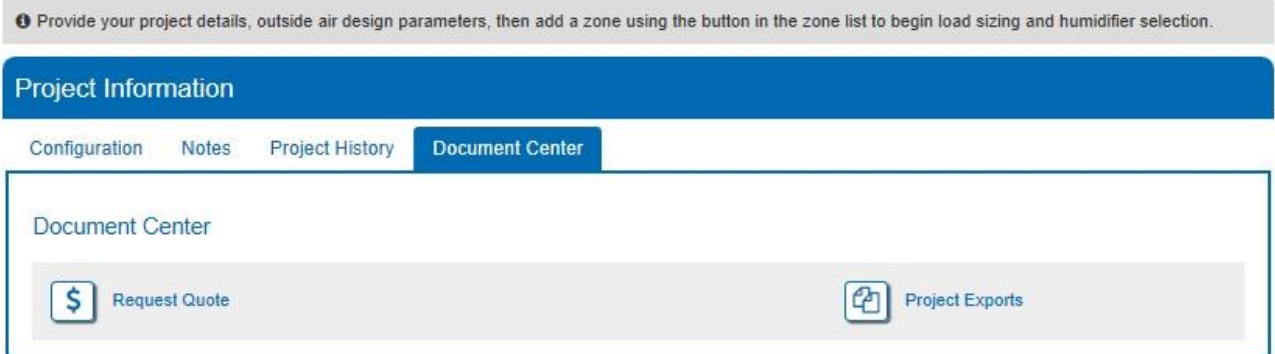 Provide your project details, outside air design parameters, then add a zone using the button in the zone list to begin load sizing and humidifier selection.
Project Information
Configuration Notes Project History Document Center
Document Center
$ Request Quote Project Exports